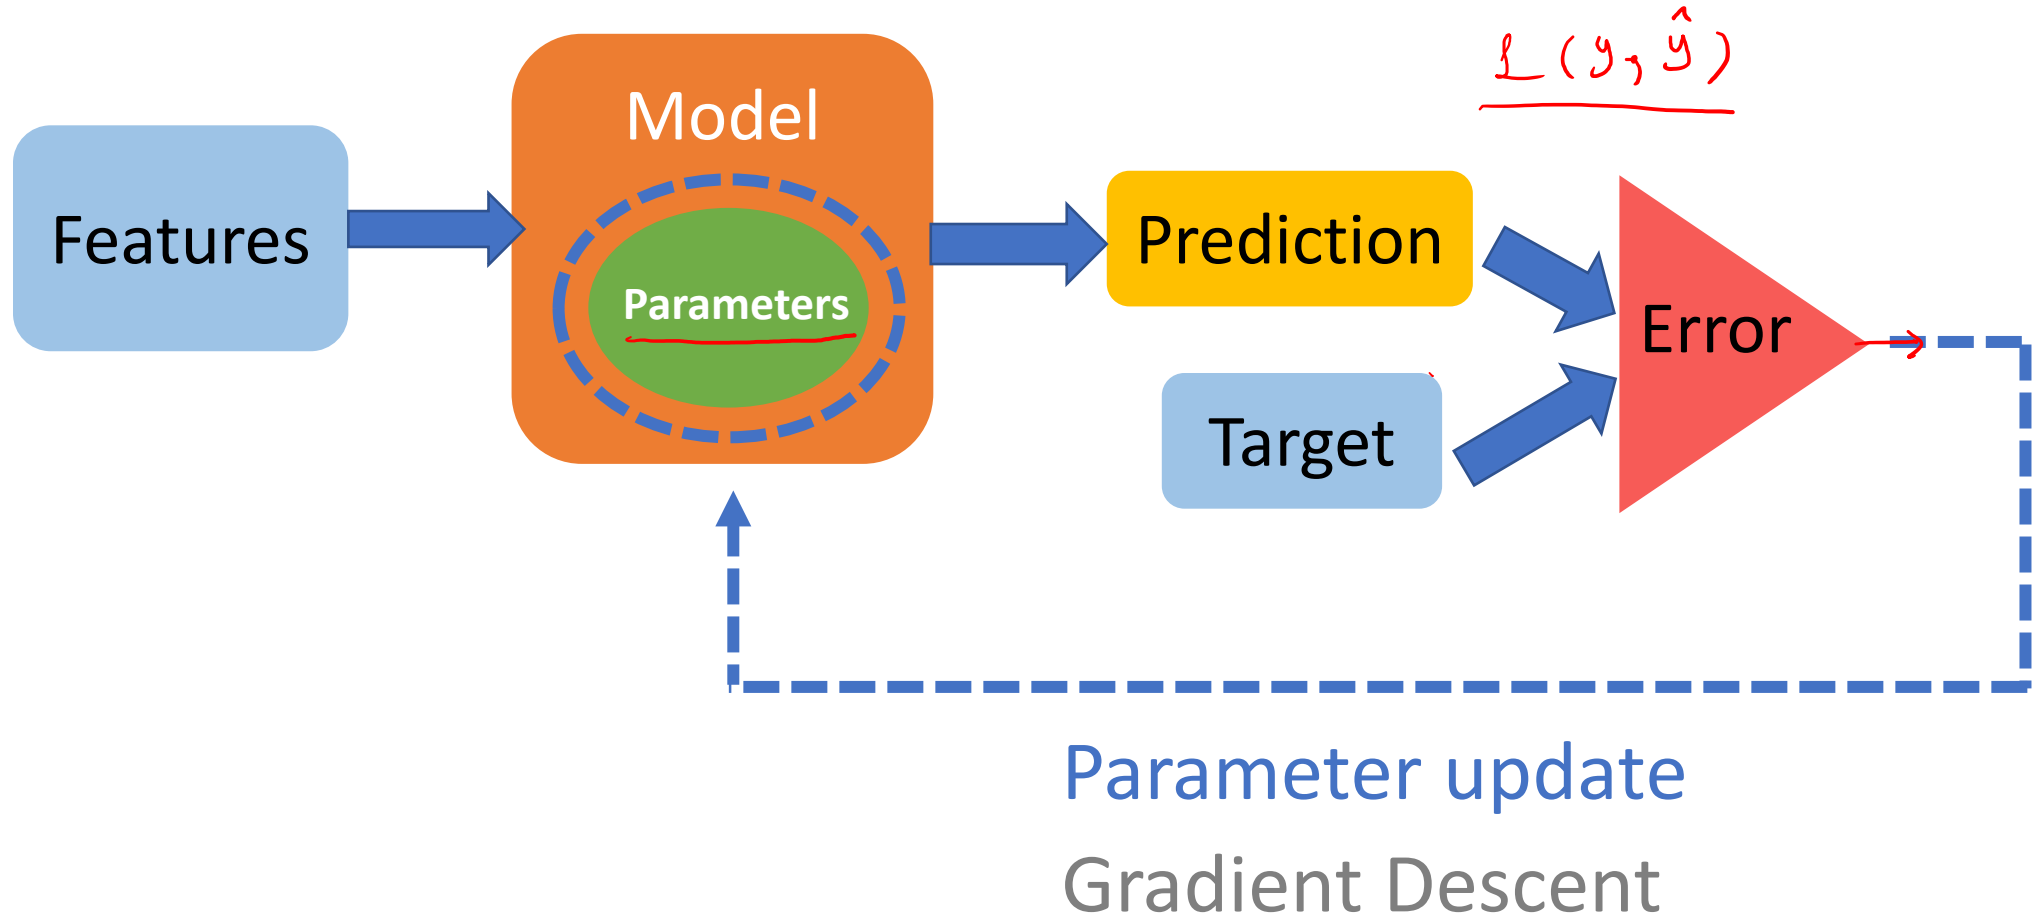 L(y, ŷ)
Model
Features
Parameters
Prediction
Error
Target
Parameter update
Gradient Descent